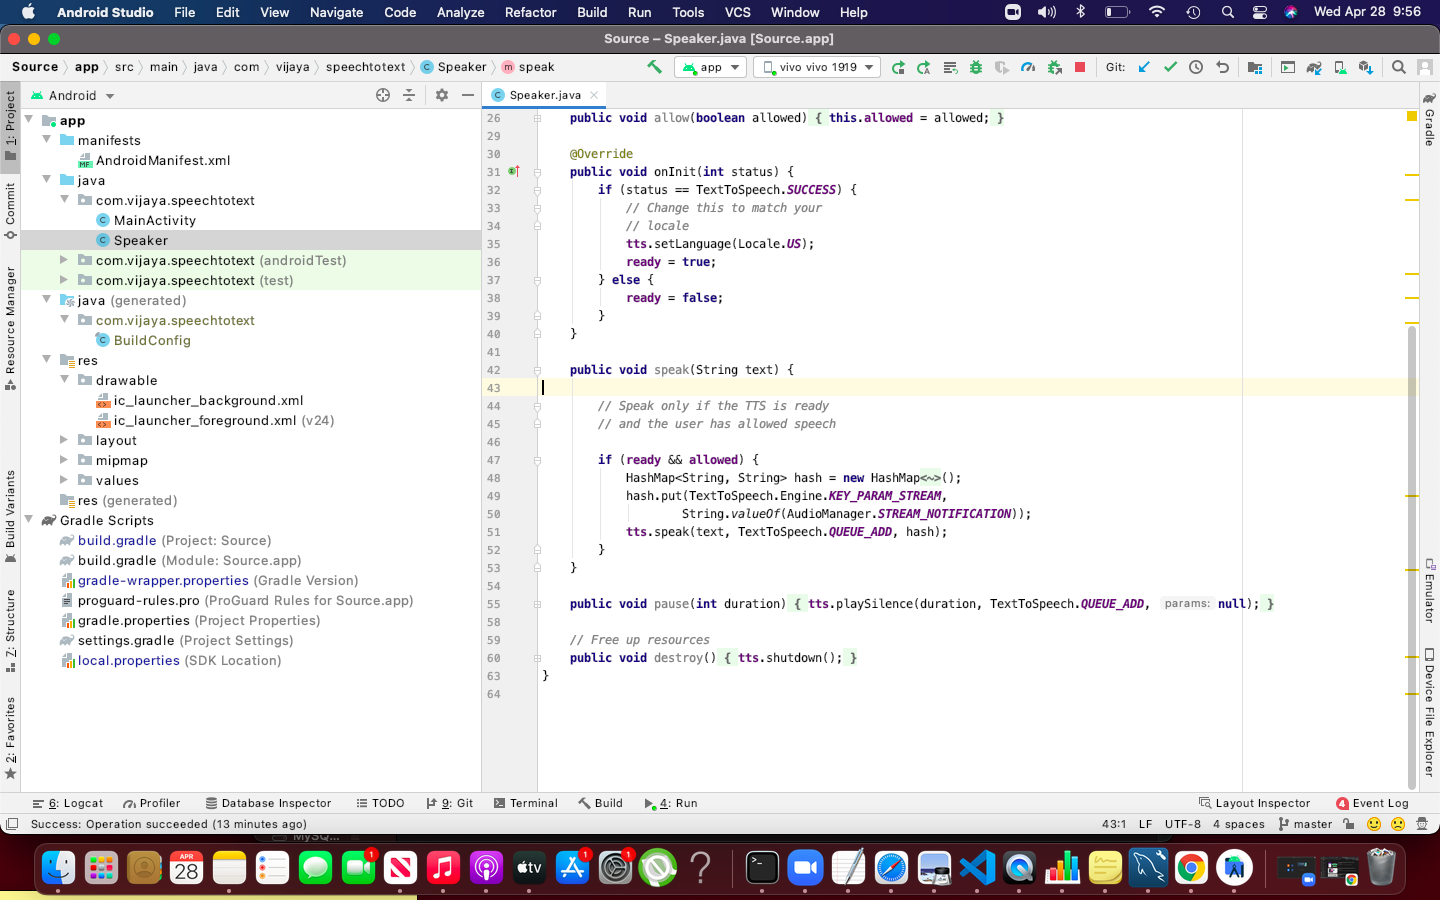 Android Studio File Edit View Navigate Code Analyze Refactor Build Run Tools VCS Window Help Wed Apr 28 9:56
Source – Speaker.java [Source.app]
Source app src main java com vijaya speechtotext Speaker speak app vivo vivo 1919 Git:
Android
Speaker.java
1: Project
Commit
Resource Manager
Build Variants
7: Structure
2: Favorites
app
manifests
AndroidManifest.xml
java
com.vijaya.speechtotext
MainActivity
Speaker
com.vijaya.speechtotext (androidTest)
com.vijaya.speechtotext (test)
java (generated)
com.vijaya.speechtotext
BuildConfig
res
drawable
ic_launcher_background.xml
ic_launcher_foreground.xml (v24)
layout
mipmap
values
res (generated)
Gradle Scripts
build.gradle (Project: Source)
build.gradle (Module: Source.app)
gradle-wrapper.properties (Gradle Version)
proguard-rules.pro (ProGuard Rules for Source.app)
gradle.properties (Project Properties)
settings.gradle (Project Settings)
local.properties (SDK Location)
26 public void allow(boolean allowed) { this.allowed = allowed; }
29
30 @Override
31 public void onInit(int status) {
32 if (status == TextToSpeech.SUCCESS) {
33 // Change this to match your
34 // locale
35 tts.setLanguage(Locale.US);
36 ready = true;
37 } else {
38 ready = false;
39 }
40 }
41
42 public void speak(String text) {
43
44 // Speak only if the TTS is ready
45 // and the user has allowed speech
46
47 if (ready && allowed) {
48 HashMap<String, String> hash = new HashMap<~>();
49 hash.put(TextToSpeech.Engine.KEY_PARAM_STREAM,
50 String.valueOf(AudioManager.STREAM_NOTIFICATION));
51 tts.speak(text, TextToSpeech.QUEUE_ADD, hash);
52 }
53 }
54
55 public void pause(int duration) { tts.playSilence(duration, TextToSpeech.QUEUE_ADD, params: null); }
58
59 // Free up resources
60 public void destroy() { tts.shutdown(); }
63 }
64
Gradle
Emulator
Device File Explorer
6: Logcat Profiler Database Inspector TODO 9: Git Terminal Build 4: Run Layout Inspector 4 Event Log
Success: Operation succeeded (13 minutes ago) 43:1 LF UTF-8 4 spaces master
MySQ...
APR
28
1
1
1
tv